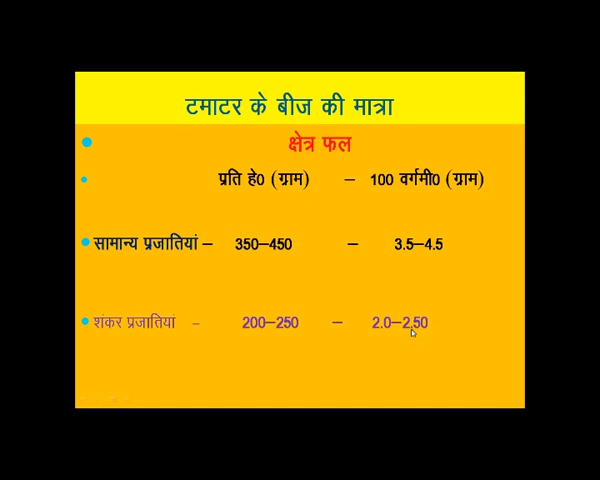 टमाटर के बीज की मात्रा
क्षेत्र फल
प्रति हे0 (ग्राम) – 100 वर्गमी0 (ग्राम)
सामान्य प्रजातियां – 350–450 – 3.5–4.5
शंकर प्रजातियां – 200–250 – 2.0–2.50